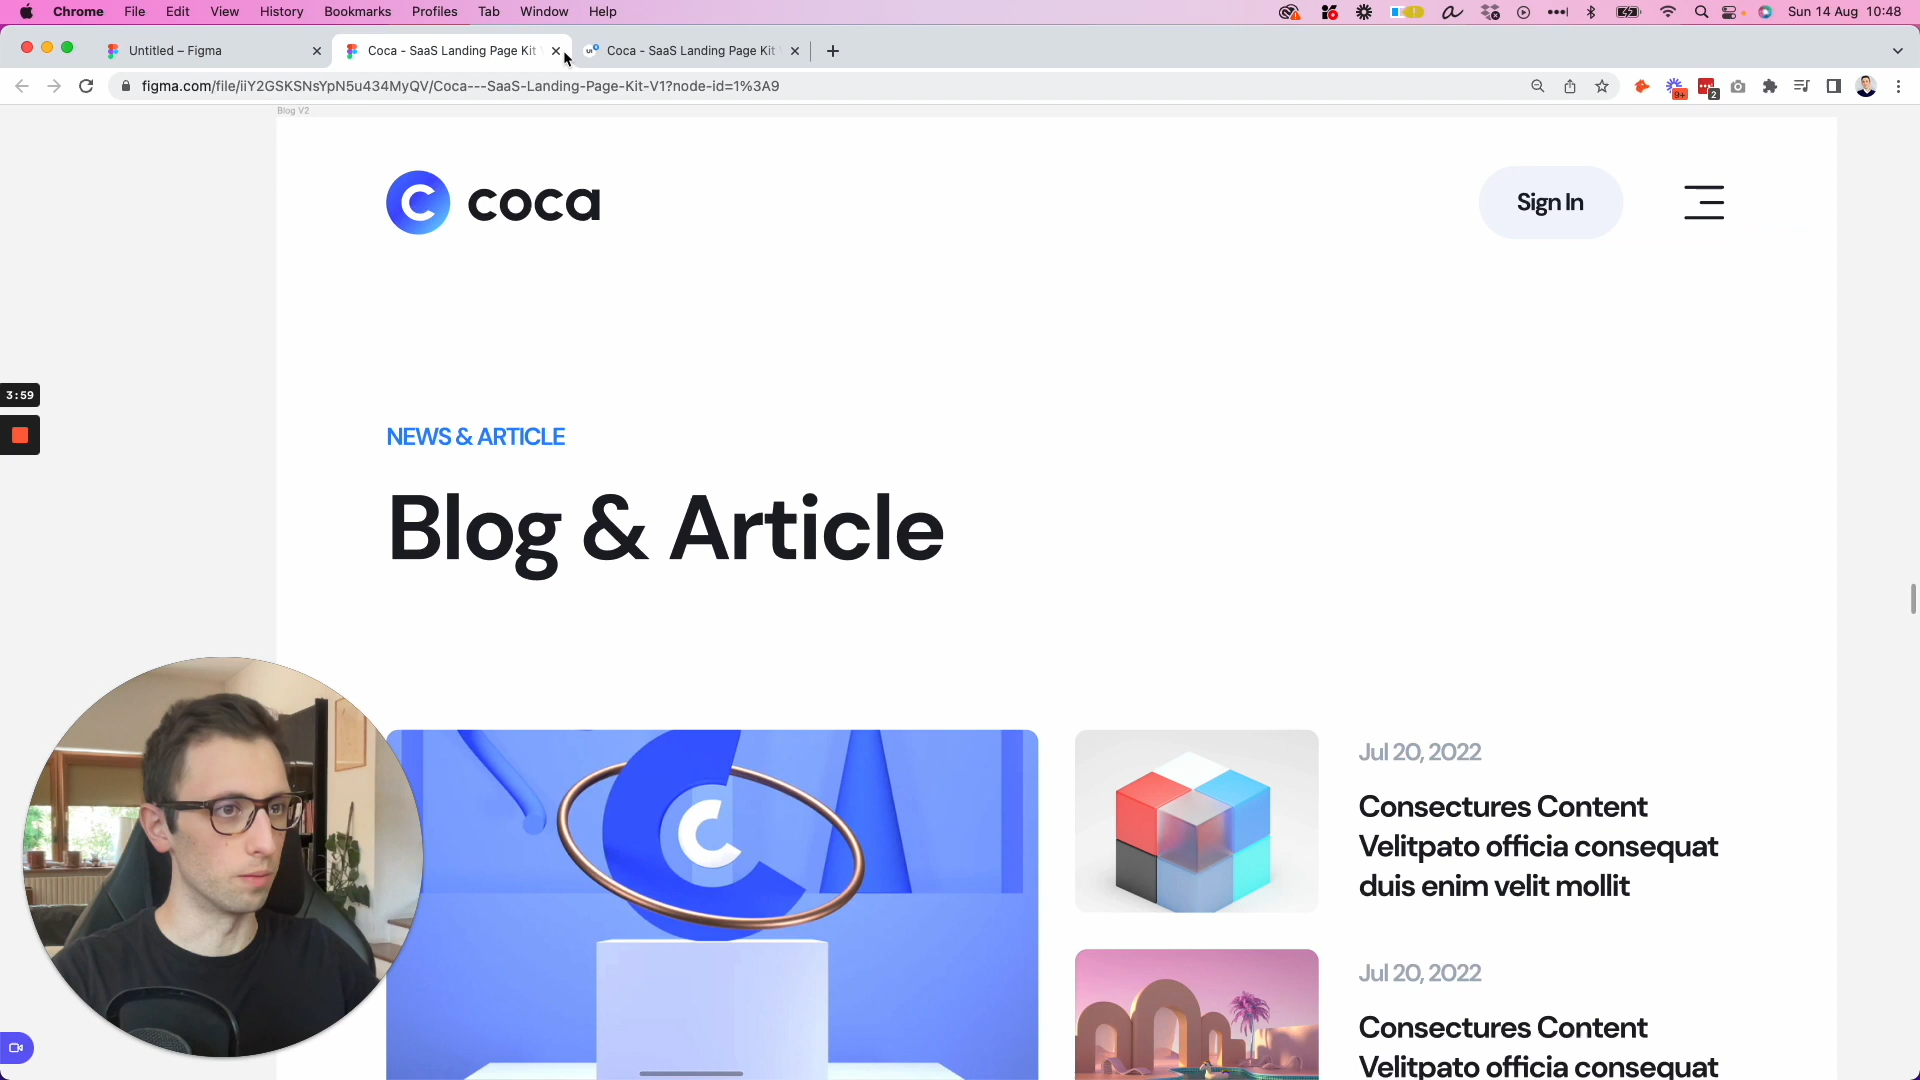 Chrome File Edit View History Bookmarks Profiles Tab Window Help Sun 14 Aug 10:48
Untitled – Figma
Coca - SaaS Landing Page Kit
Coca - SaaS Landing Page Kit
figma.com/file/iiY2GSKSNsYpN5u434MyQV/Coca---SaaS-Landing-Page-Kit-V1?node-id=1%3A9
9+
2
Blog V2
coca
Sign In
3:59
NEWS & ARTICLE
Blog & Article
Jul 20, 2022
Consectures Content
Velitpato officia consequat
duis enim velit mollit
Jul 20, 2022
Consectures Content
Velitpato officia consequat